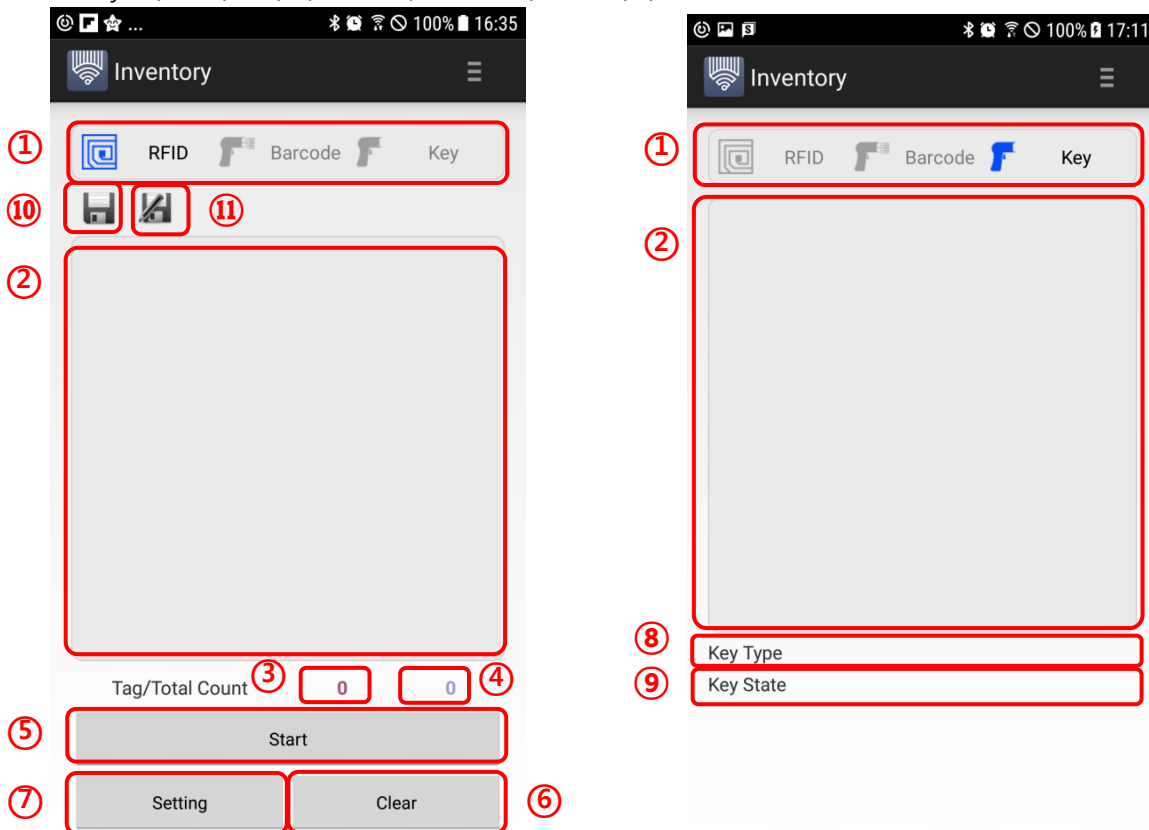 ... 100% 16:35
Inventory
① RFID Barcode Key
⑩ ⑪
②
Tag/Total Count ③ 0 0 ④
⑤ Start
⑦ Setting Clear ⑥
100% 17:11
Inventory
① RFID Barcode Key
②
⑧ Key Type
⑨ Key State